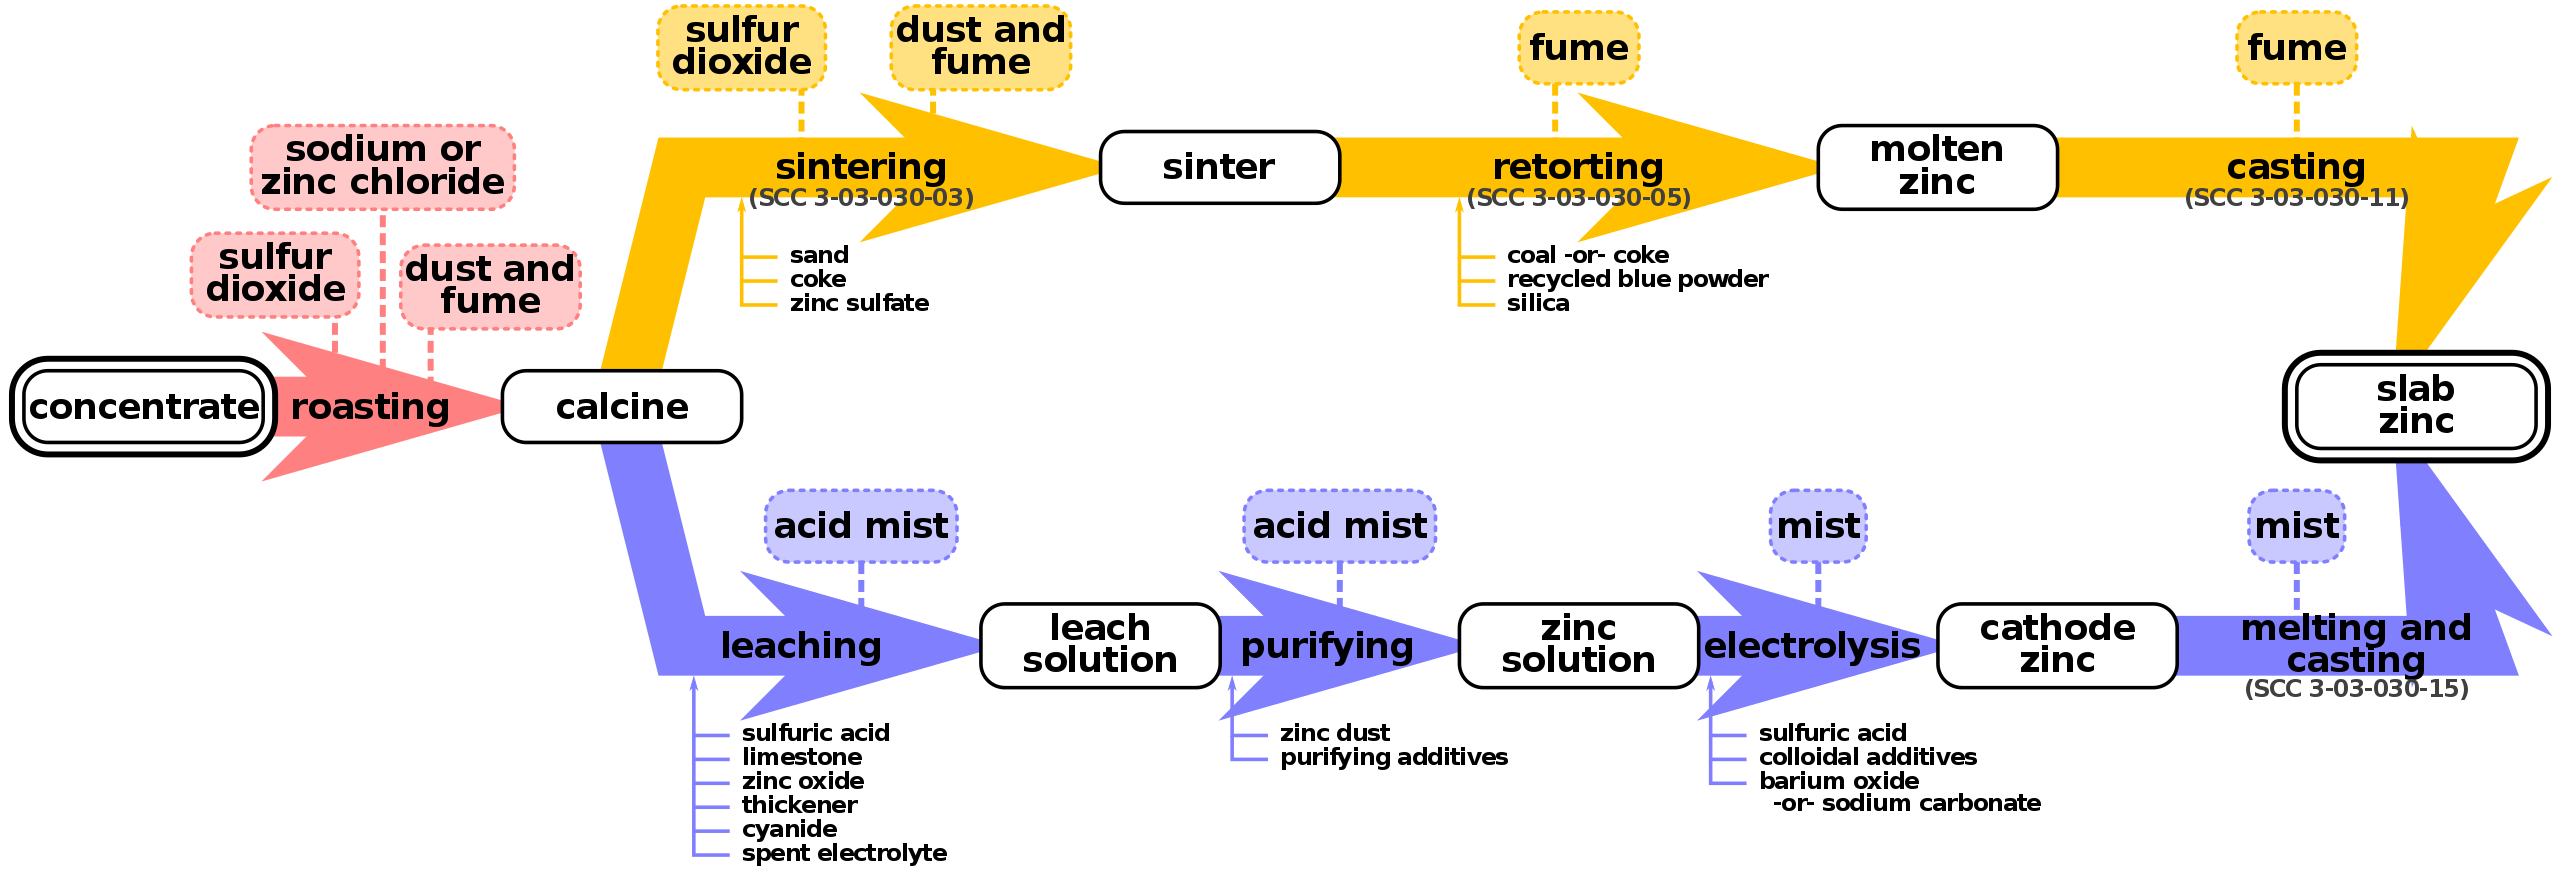 sulfur
dioxide
dust and
fume
fume
fume
sodium or
zinc chloride
sintering
(SCC 3-03-030-03)
sinter
retorting
(SCC 3-03-030-05)
molten
zinc
casting
(SCC 3-03-030-11)
sulfur
dioxide
dust and
fume
sand
coke
zinc sulfate
coal -or- coke
recycled blue powder
silica
concentrate
roasting
calcine
slab
zinc
acid mist
acid mist
mist
mist
leaching
leach
solution
purifying
zinc
solution
electrolysis
cathode
zinc
melting and
casting
(SCC 3-03-030-15)
sulfuric acid
limestone
zinc oxide
thickener
cyanide
spent electrolyte
zinc dust
purifying additives
sulfuric acid
colloidal additives
barium oxide
-or- sodium carbonate